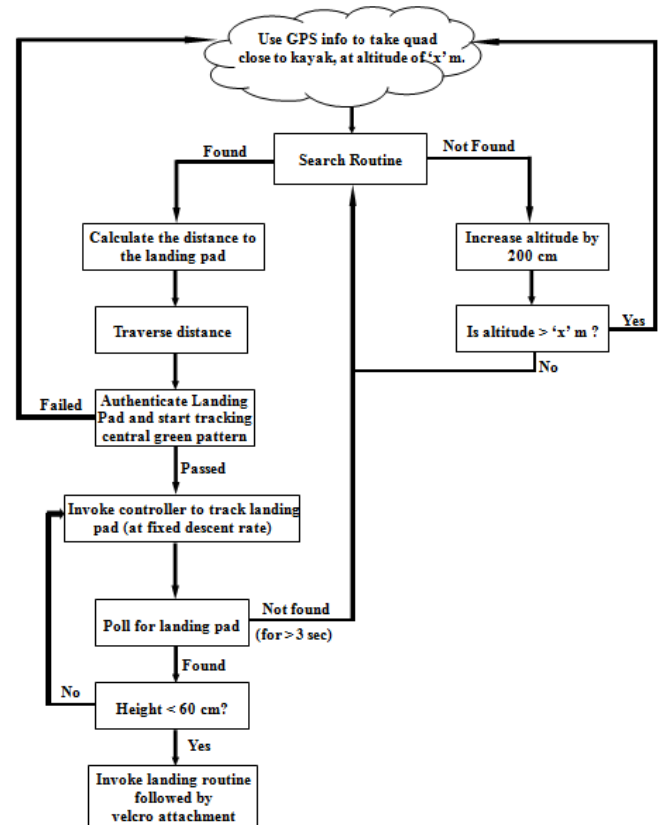 Use GPS info to take quad
close to kayak, at altitude of 'x' m.
Search Routine
Found
Not Found
Calculate the distance to
the landing pad
Increase altitude by
200 cm
Traverse distance
Is altitude > 'x' m ?
Yes
No
Failed
Authenticate Landing
Pad and start tracking
central green pattern
Passed
Invoke controller to track landing
pad (at fixed descent rate)
Poll for landing pad
Not found
(for > 3 sec)
Found
No
Height < 60 cm?
Yes
Invoke landing routine
followed by
velcro attachment